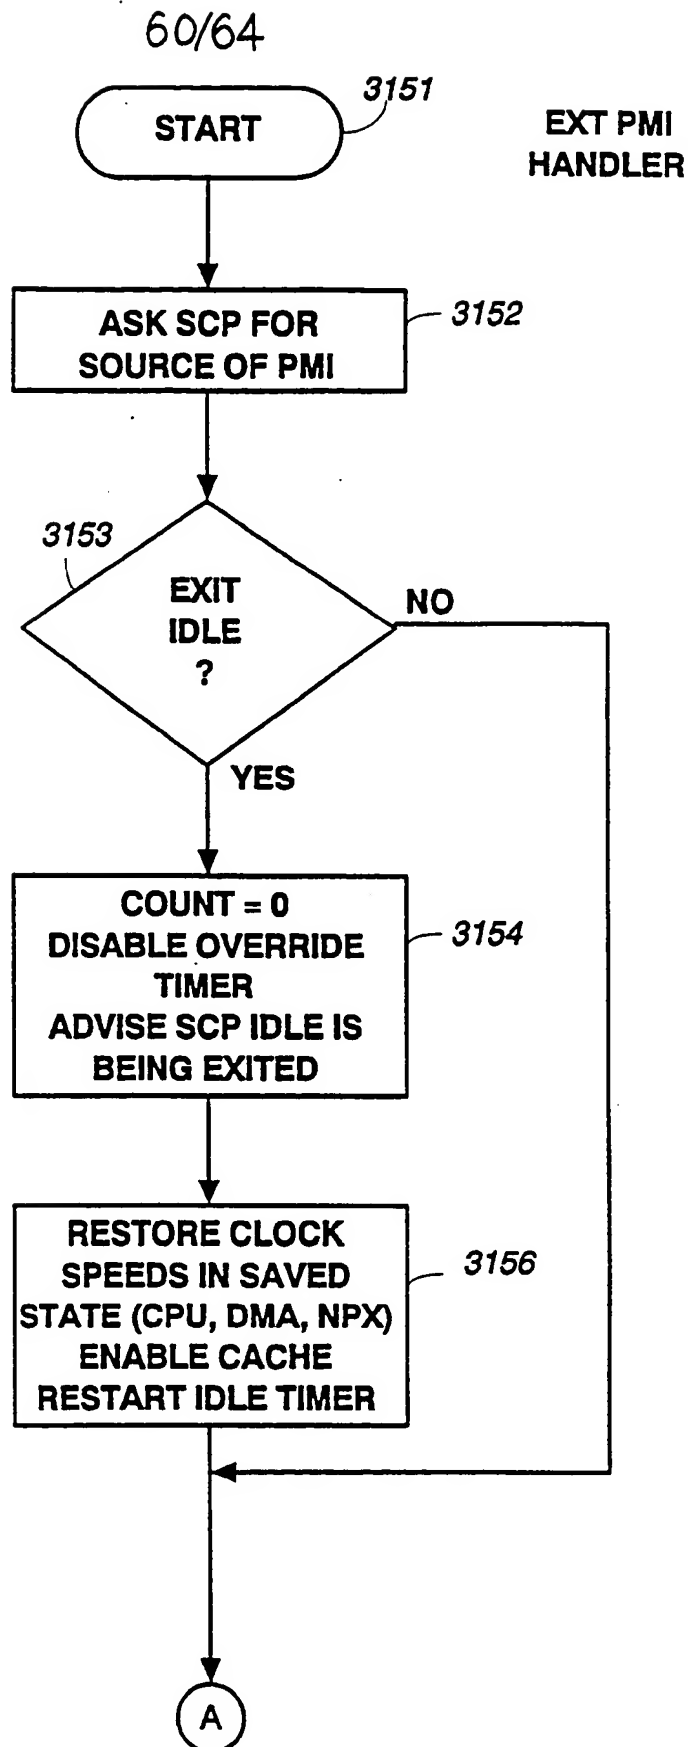 60/64
3151
START
EXT PMI
HANDLER
ASK SCP FOR
SOURCE OF PMI
3152
3153
EXIT
IDLE
?
NO
YES
COUNT = 0
DISABLE OVERRIDE
TIMER
ADVISE SCP IDLE IS
BEING EXITED
3154
RESTORE CLOCK
SPEEDS IN SAVED
STATE (CPU, DMA, NPX)
ENABLE CACHE
RESTART IDLE TIMER
3156
A